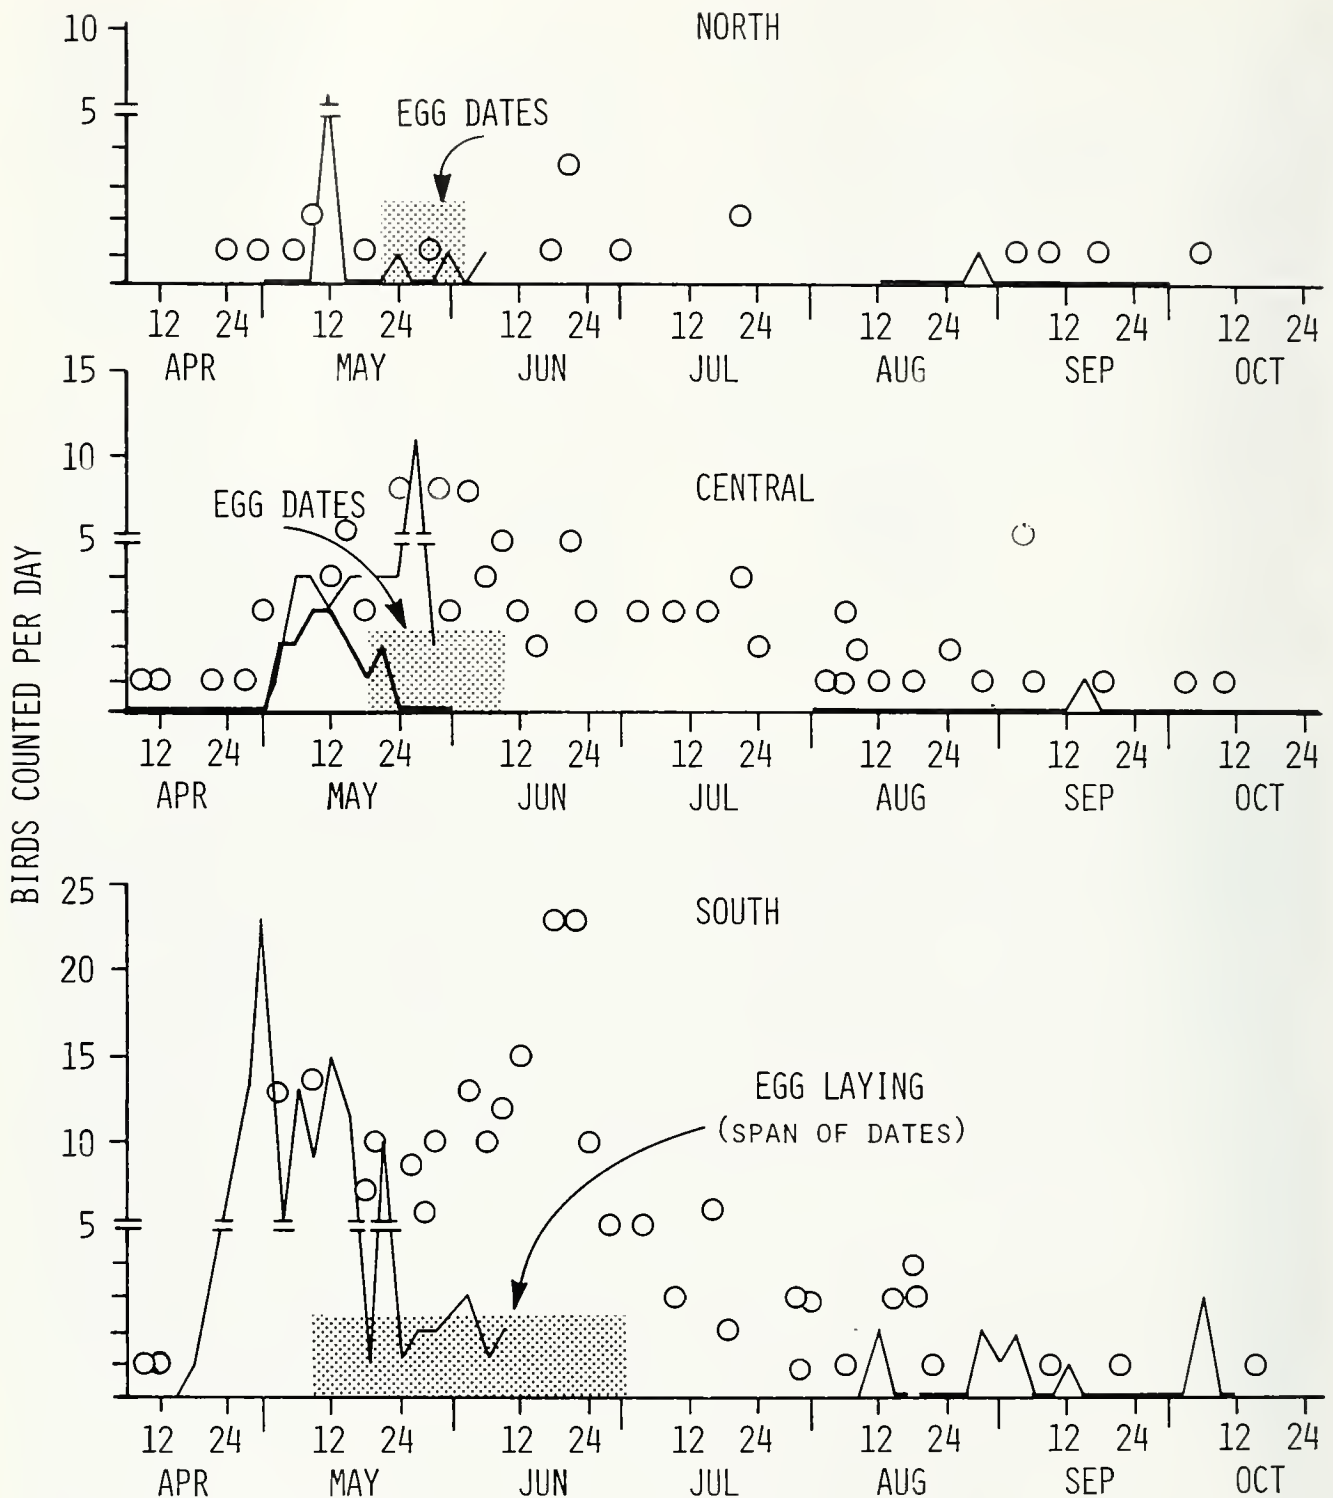 NORTH
10
5
EGG DATES
12 24 12 24 12 24 12 24 12 24 12 24 12 24
APR MAY JUN JUL AUG SEP OCT
BIRDS COUNTED PER DAY
CENTRAL
15
10
5
EGG DATES
12 24 12 24 12 24 12 24 12 24 12 24 12 24
APR MAY JUN JUL AUG SEP OCT
SOUTH
25
20
15
10
5
EGG LAYING
(SPAN OF DATES)
12 24 12 24 12 24 12 24 12 24 12 24 12 24
APR MAY JUN JUL AUG SEP OCT